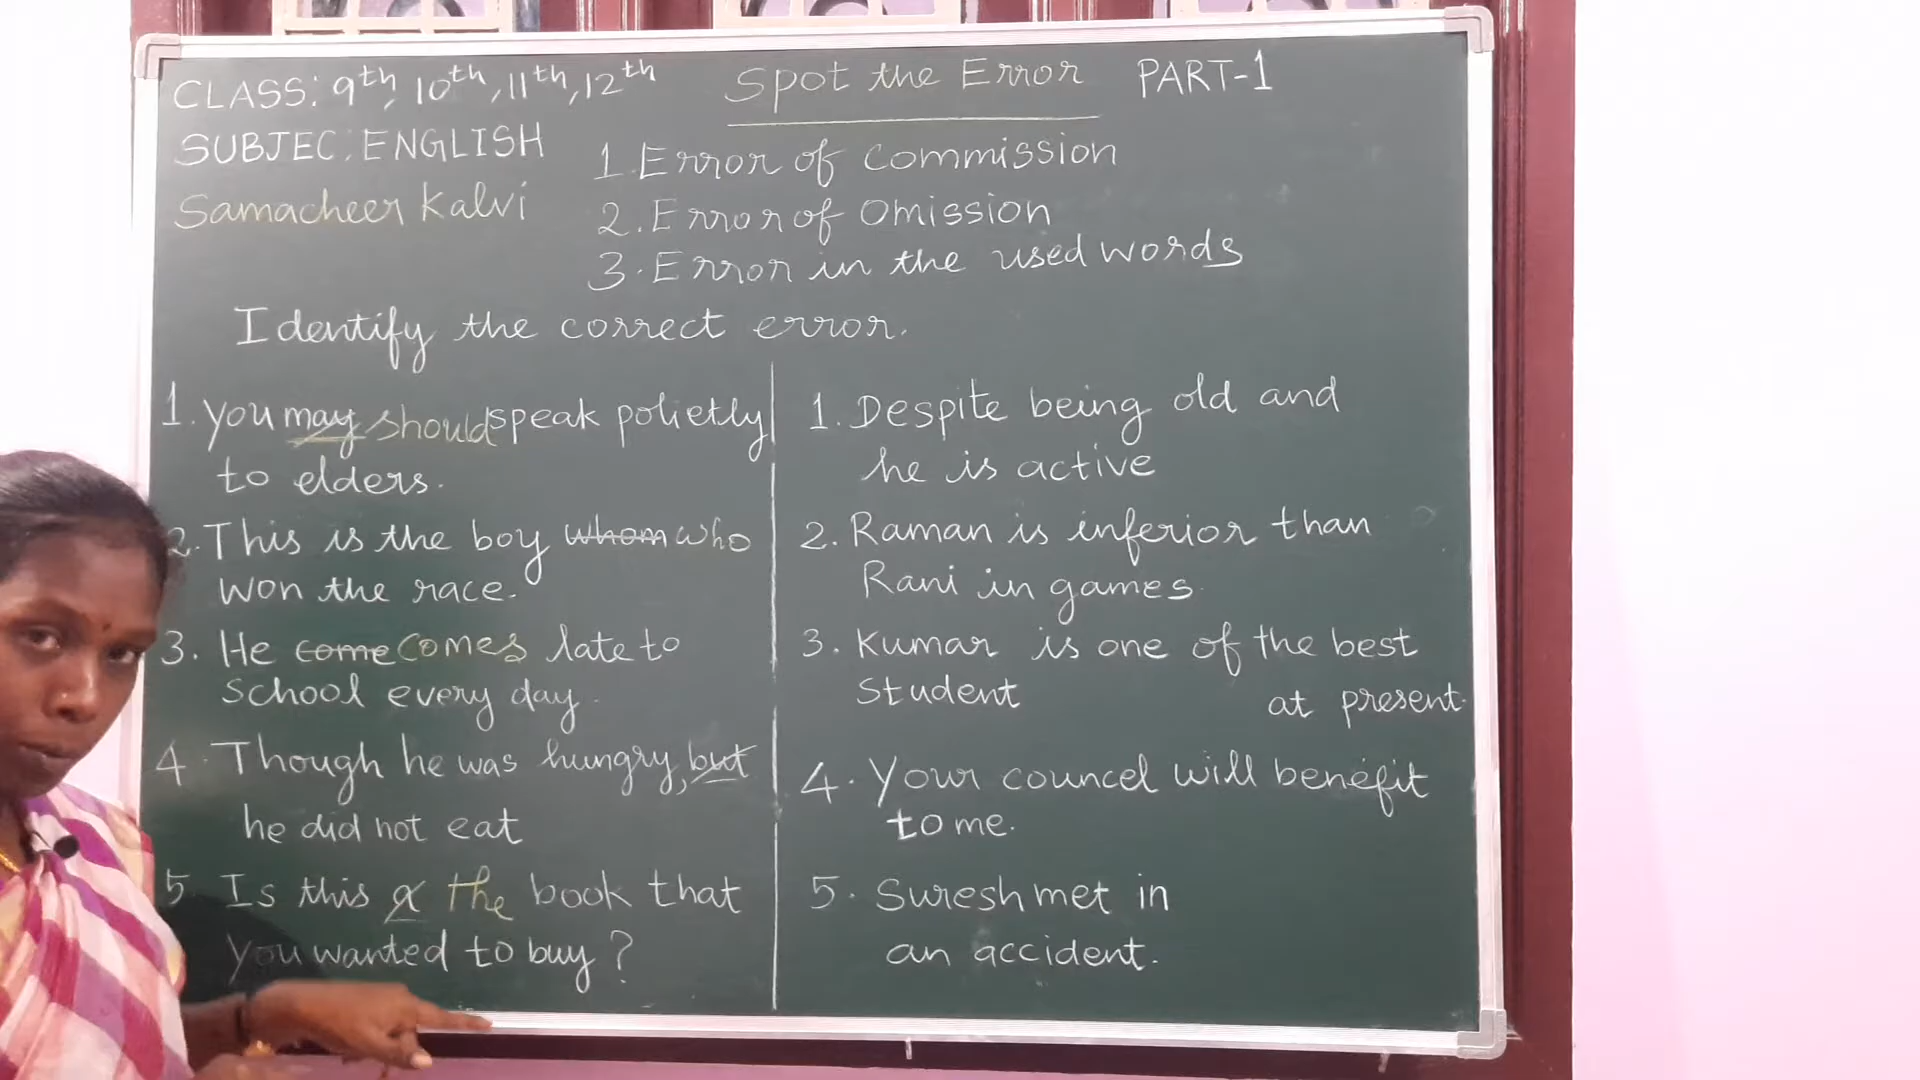 CLASS: 9th, 10th, 11th, 12th
Spot the Error PART-1
SUBJEC: ENGLISH
Samacheer Kalvi
1. Error of Commission
2. Error of Omission
3. Error in the used words
Identify the correct error.
1. you may should speak polietly
to elders.
2. This is the boy whom who
won the race.
3. He come comes late to
school every day.
4. Though he was hungry, but
he did not eat
5. Is this a the book that
you wanted to buy?
1. Despite being old and
he is active
2. Raman is inferior than
Rani in games.
3. Kumar is one of the best
student at present.
4. Your councel will benefit
to me.
5. Suresh met in
an accident.